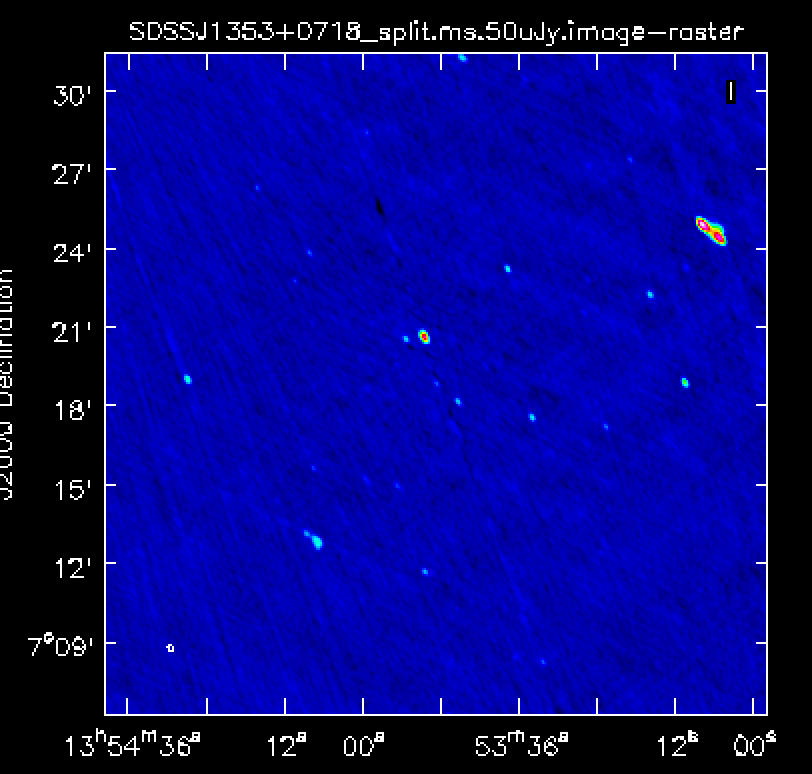 SDSSJ1353+0718_split.ms.50uJy.image-raster
I
30'
27'
24'
21'
18'
15'
12'
7°09'
J2000 Declination
13ʰ54ᵐ36ˢ 12ˢ 00ˢ 53ᵐ36ˢ 12ˢ 00ˢ